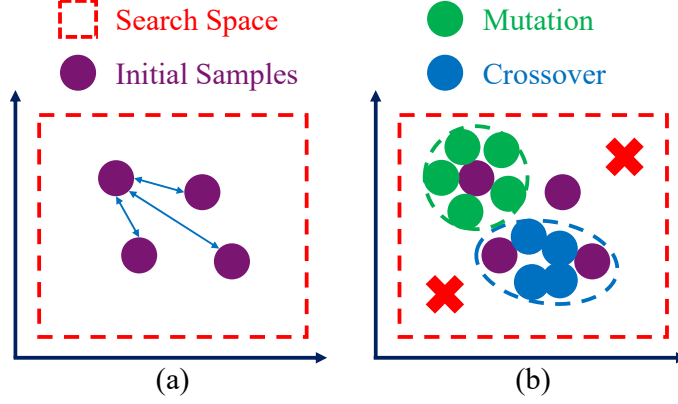 Search Space
Mutation
Initial Samples
Crossover
(a)
(b)